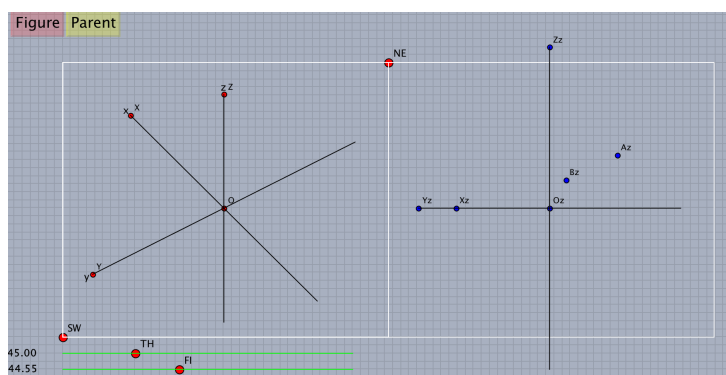 Figure Parent
Zz
NE
z Z
x X
Az
Bz
O
Yz Xz Oz
Y
y
SW
TH
45.00
FI
44.55